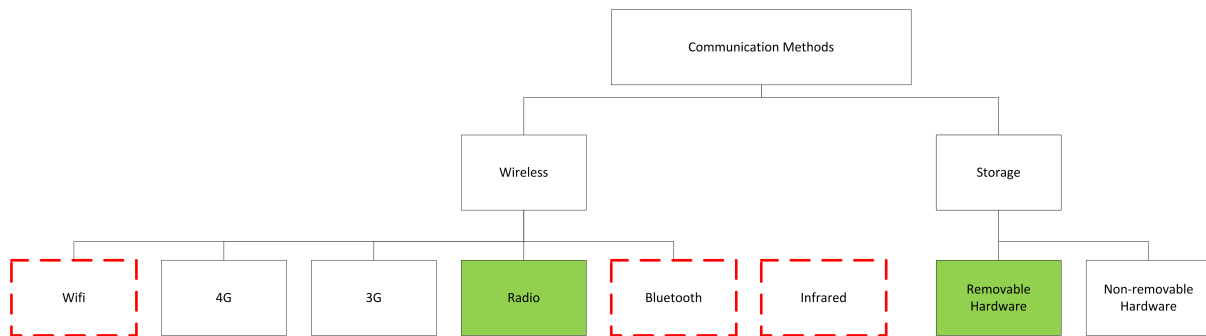 Communication Methods
Wireless
Storage
Wifi
4G
3G
Radio
Bluetooth
Infrared
Removable
Hardware
Non-removable
Hardware